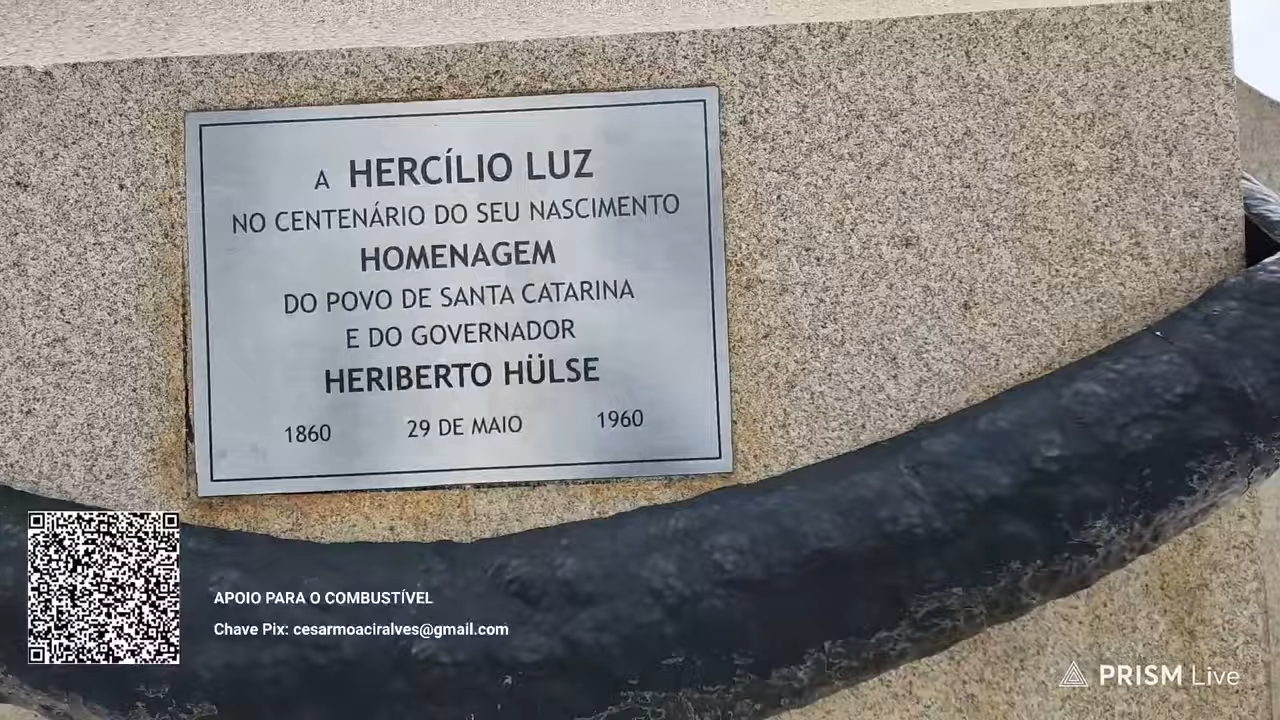 A HERCÍLIO LUZ
NO CENTENÁRIO DO SEU NASCIMENTO
HOMENAGEM
DO POVO DE SANTA CATARINA
E DO GOVERNADOR
HERIBERTO HÜLSE
1860 29 DE MAIO 1960
APOIO PARA O COMBUSTÍVEL
Chave Pix: cesarmoaciralves@gmail.com
PRISM Live